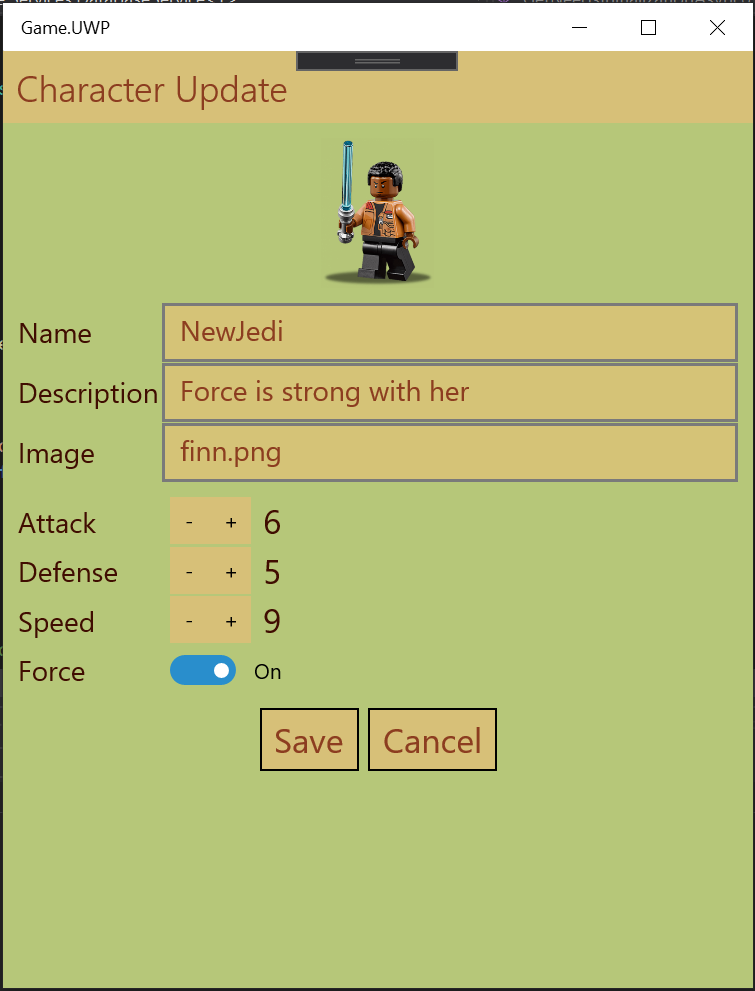 Game.UWP
Character Update
Name NewJedi
Description Force is strong with her
Image finn.png
Attack - + 6
Defense - + 5
Speed - + 9
Force On
Save Cancel